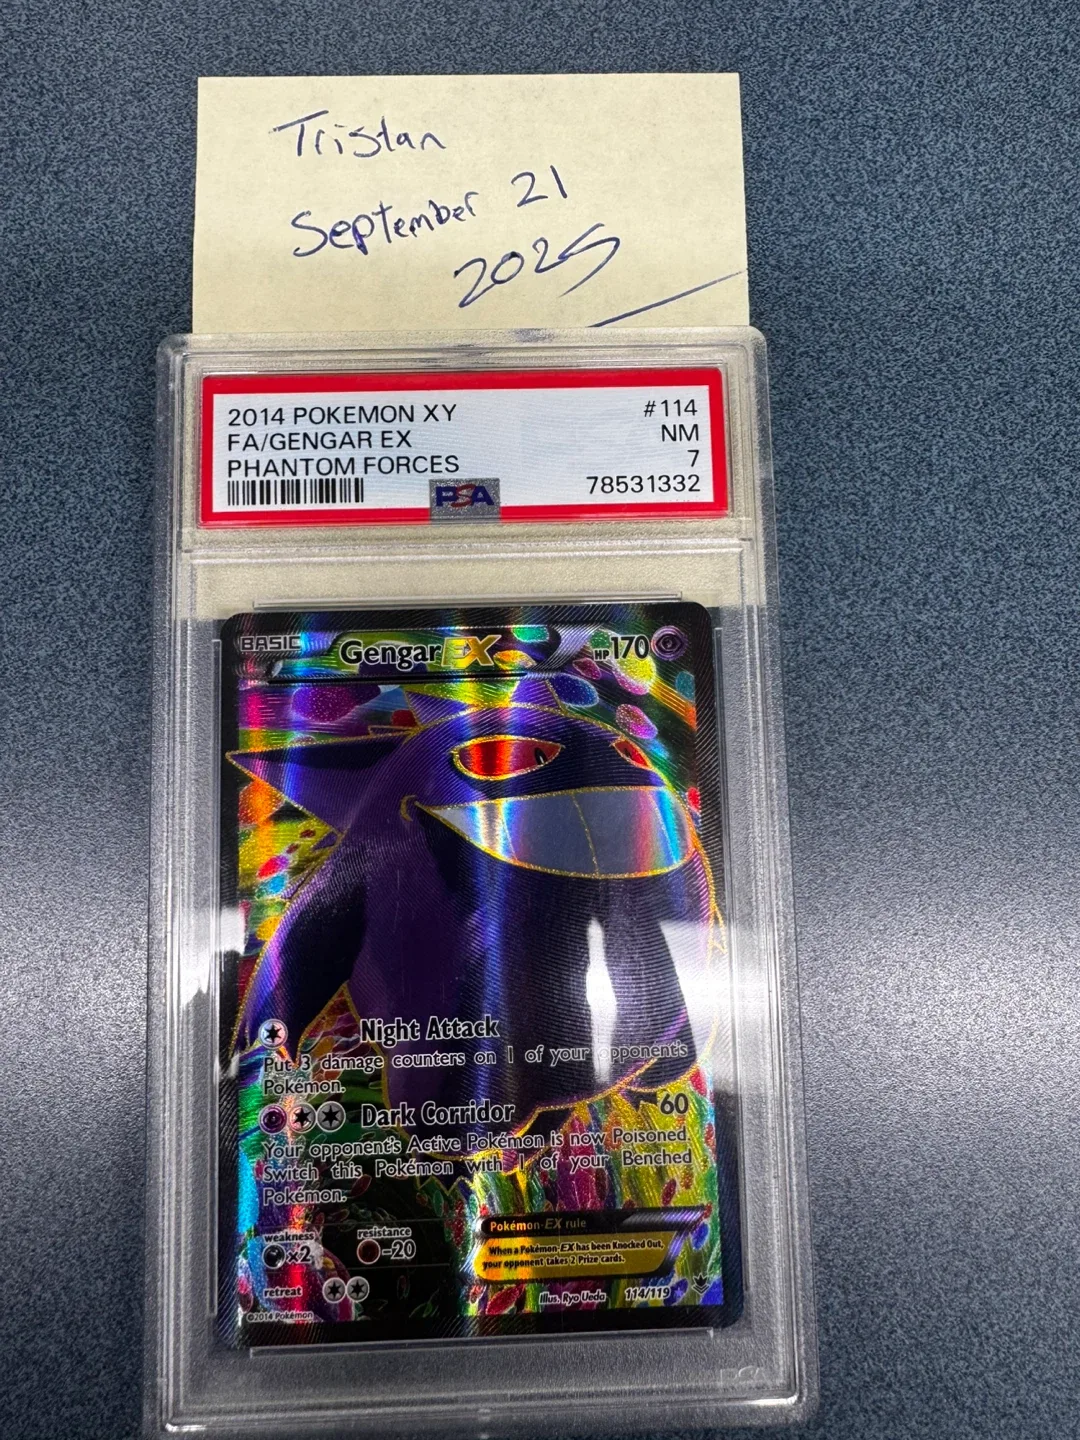 Tristan
September 21
2025
2014 POKEMON XY #114
FA/GENGAR EX NM
PHANTOM FORCES 7
PSA 78531332
BASIC Gengar EX HP 170
Night Attack
Put 3 damage counters on 1 of your opponent's
Pokémon.
Dark Corridor 60
Your opponent's Active Pokémon is now Poisoned.
Switch this Pokémon with 1 of your Benched
Pokémon.
Pokémon-EX rule
When a Pokémon-EX has been Knocked Out,
your opponent takes 2 Prize cards.
weakness resistance
×2 -20
retreat
Illus. Ryo Ueda 114/119
©2014 Pokémon